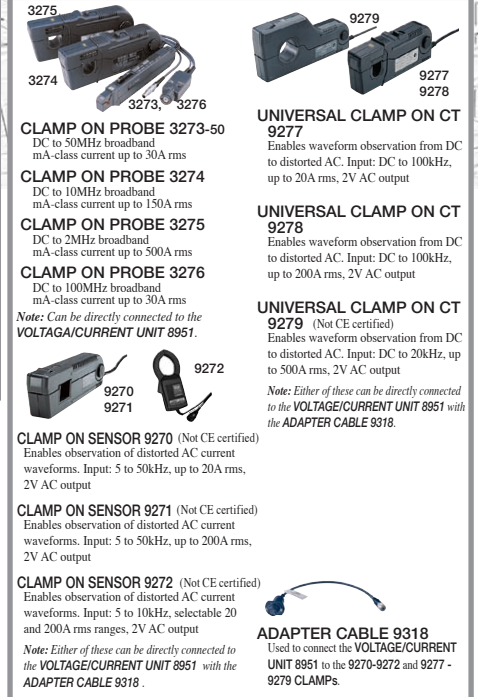 3275
3274
3273, 3276
CLAMP ON PROBE 3273-50
DC to 50MHz broadband
mA-class current up to 30A rms
CLAMP ON PROBE 3274
DC to 10MHz broadband
mA-class current up to 150A rms
CLAMP ON PROBE 3275
DC to 2MHz broadband
mA-class current up to 500A rms
CLAMP ON PROBE 3276
DC to 100MHz broadband
mA-class current up to 30A rms
Note: Can be directly connected to the
VOLTAGA/CURRENT UNIT 8951.
9270
9271
9272
CLAMP ON SENSOR 9270 (Not CE certified)
Enables observation of distorted AC current
waveforms. Input: 5 to 50kHz, up to 20A rms,
2V AC output
CLAMP ON SENSOR 9271 (Not CE certified)
Enables observation of distorted AC current
waveforms. Input: 5 to 50kHz, up to 200A rms,
2V AC output
CLAMP ON SENSOR 9272 (Not CE certified)
Enables observation of distorted AC current
waveforms. Input: 5 to 10kHz, selectable 20
and 200A rms ranges, 2V AC output
Note: Either of these can be directly connected to
the VOLTAGE/CURRENT UNIT 8951 with the
ADAPTER CABLE 9318 .
9279
9277
9278
UNIVERSAL CLAMP ON CT
9277
Enables waveform observation from DC
to distorted AC. Input: DC to 100kHz,
up to 20A rms, 2V AC output
UNIVERSAL CLAMP ON CT
9278
Enables waveform observation from DC
to distorted AC. Input: DC to 100kHz,
up to 200A rms, 2V AC output
UNIVERSAL CLAMP ON CT
9279 (Not CE certified)
Enables waveform observation from DC
to distorted AC. Input: DC to 20kHz, up
to 500A rms, 2V AC output
Note: Either of these can be directly connected
to the VOLTAGE/CURRENT UNIT 8951 with
the ADAPTER CABLE 9318.
ADAPTER CABLE 9318
Used to connect the VOLTAGE/CURRENT
UNIT 8951 to the 9270-9272 and 9277 -
9279 CLAMPs.